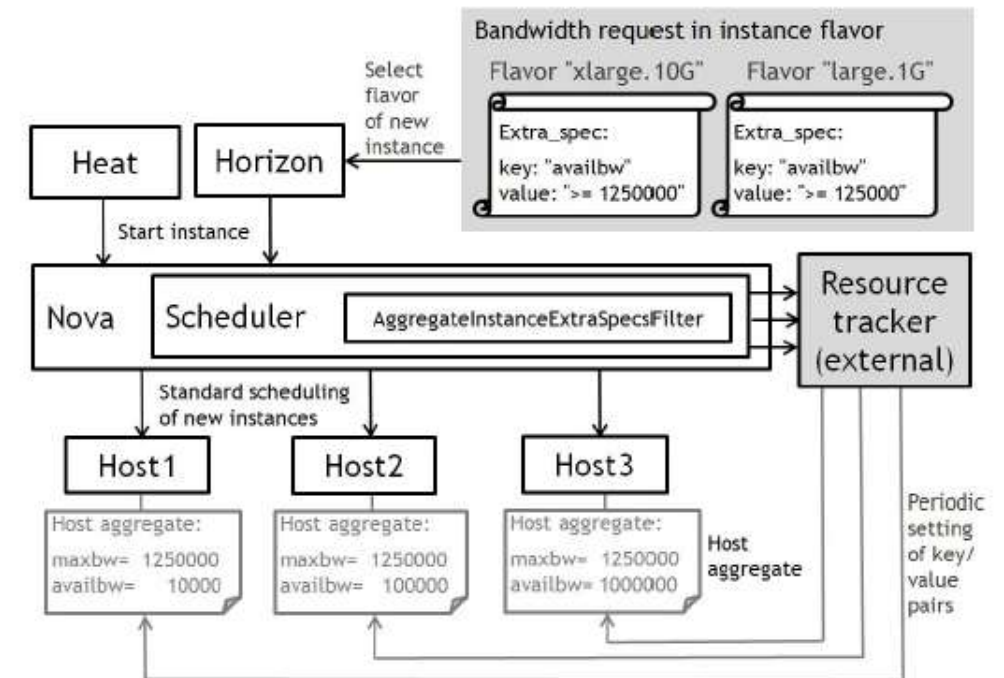 Bandwidth request in instance flavor
Flavor "xlarge.10G"
Flavor "large.1G"
Extra_spec:
key: "availbw"
value: ">= 1250000"
Extra_spec:
key: "availbw"
value: ">= 125000"
Select
flavor
of new
instance
Heat
Horizon
Start instance
Nova
Scheduler
AggregateInstanceExtraSpecsFilter
Resource
tracker
(external)
Standard scheduling
of new instances
Host1
Host2
Host3
Host aggregate:
maxbw= 1250000
availbw= 10000
Host aggregate:
maxbw= 1250000
availbw= 100000
Host aggregate:
maxbw= 1250000
availbw= 1000000
Host
aggregate
Periodic
setting
of key/
value
pairs